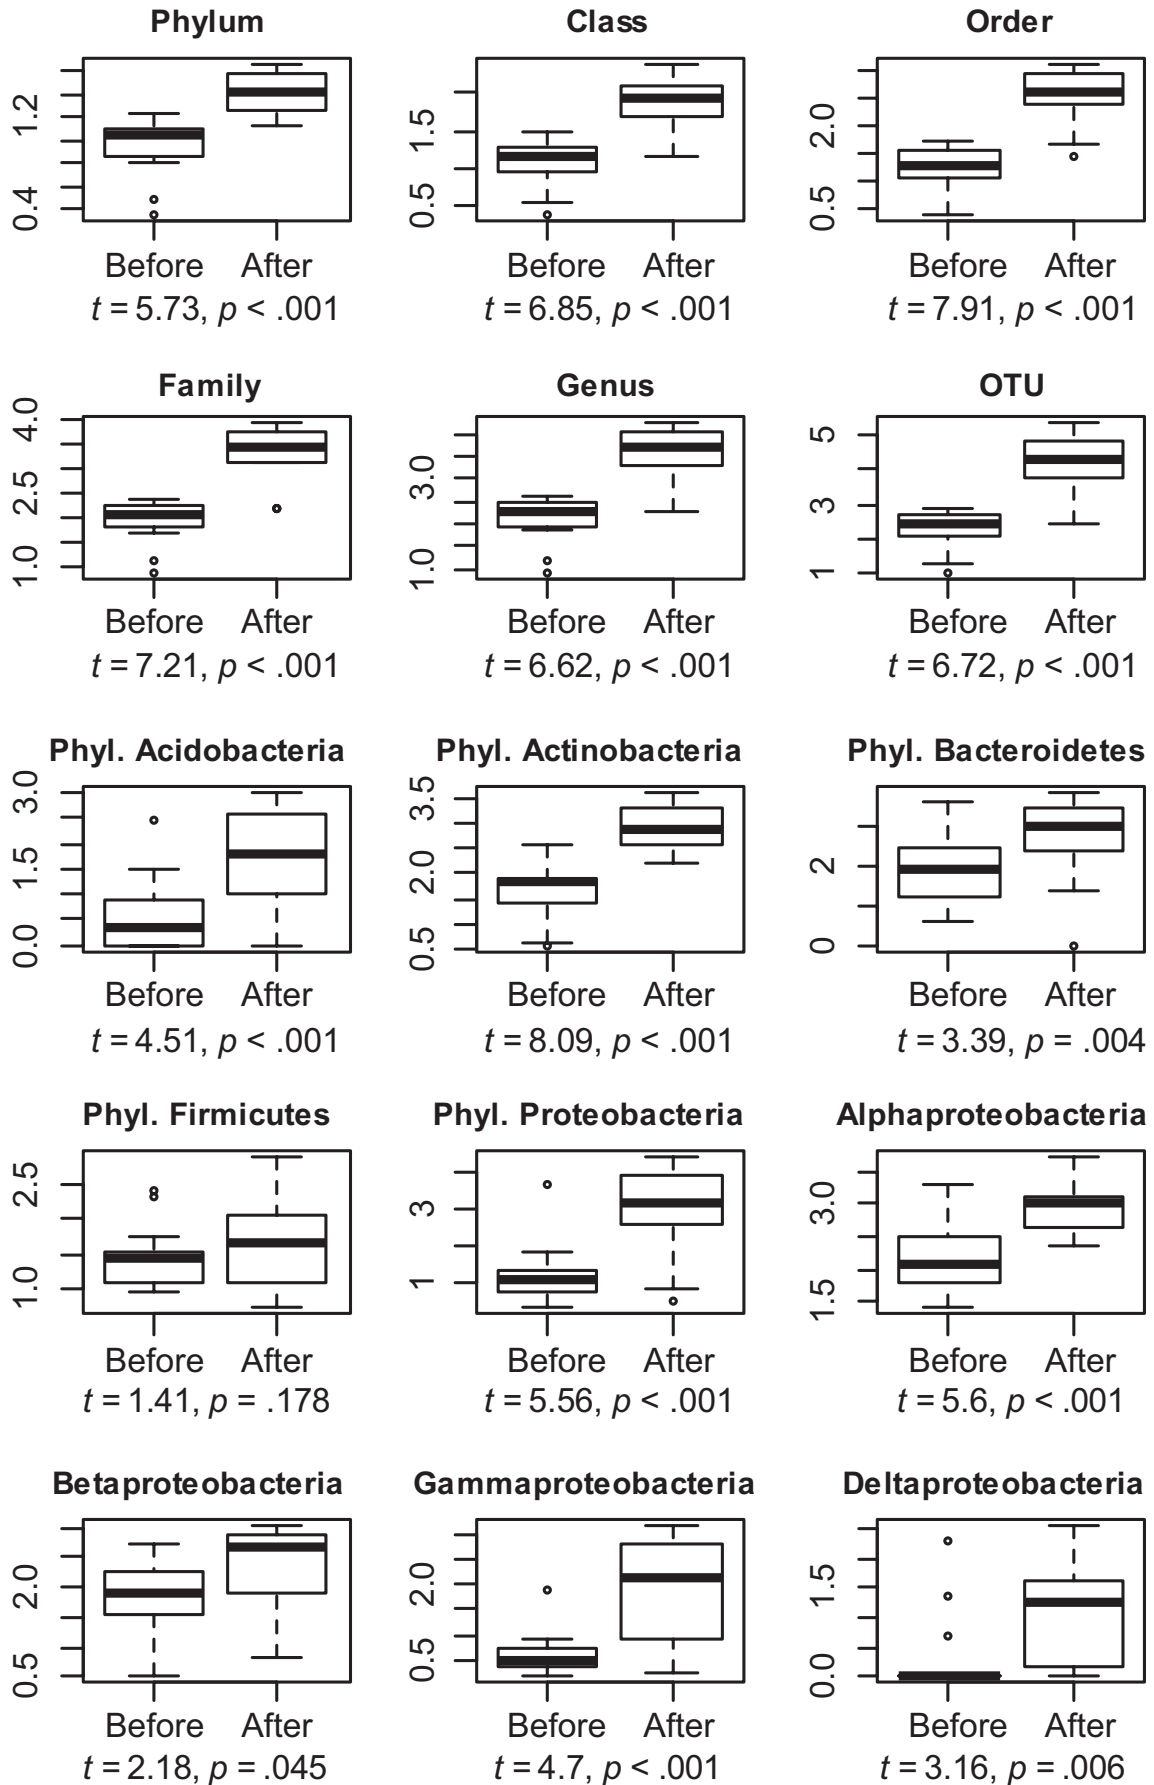 Phylum Class Order
1.2 1.5 2.0
0.4 0.5 0.5
Before After Before After Before After
t = 5.73, p < .001 t = 6.85, p < .001 t = 7.91, p < .001
Family Genus OTU
4.0 5
2.5 3.0 3
1.0 1.0 1
Before After Before After Before After
t = 7.21, p < .001 t = 6.62, p < .001 t = 6.72, p < .001
Phyl. Acidobacteria Phyl. Actinobacteria Phyl. Bacteroidetes
3.0 3.5
1.5 2.0 2
0.0 0.5 0
Before After Before After Before After
t = 4.51, p < .001 t = 8.09, p < .001 t = 3.39, p = .004
Phyl. Firmicutes Phyl. Proteobacteria Alphaproteobacteria
2.5 3 3.0
1.0 1 1.5
Before After Before After Before After
t = 1.41, p = .178 t = 5.56, p < .001 t = 5.6, p < .001
Betaproteobacteria Gammaproteobacteria Deltaproteobacteria
2.0 2.0 1.5
0.5 0.5 0.0
Before After Before After Before After
t = 2.18, p = .045 t = 4.7, p < .001 t = 3.16, p = .006